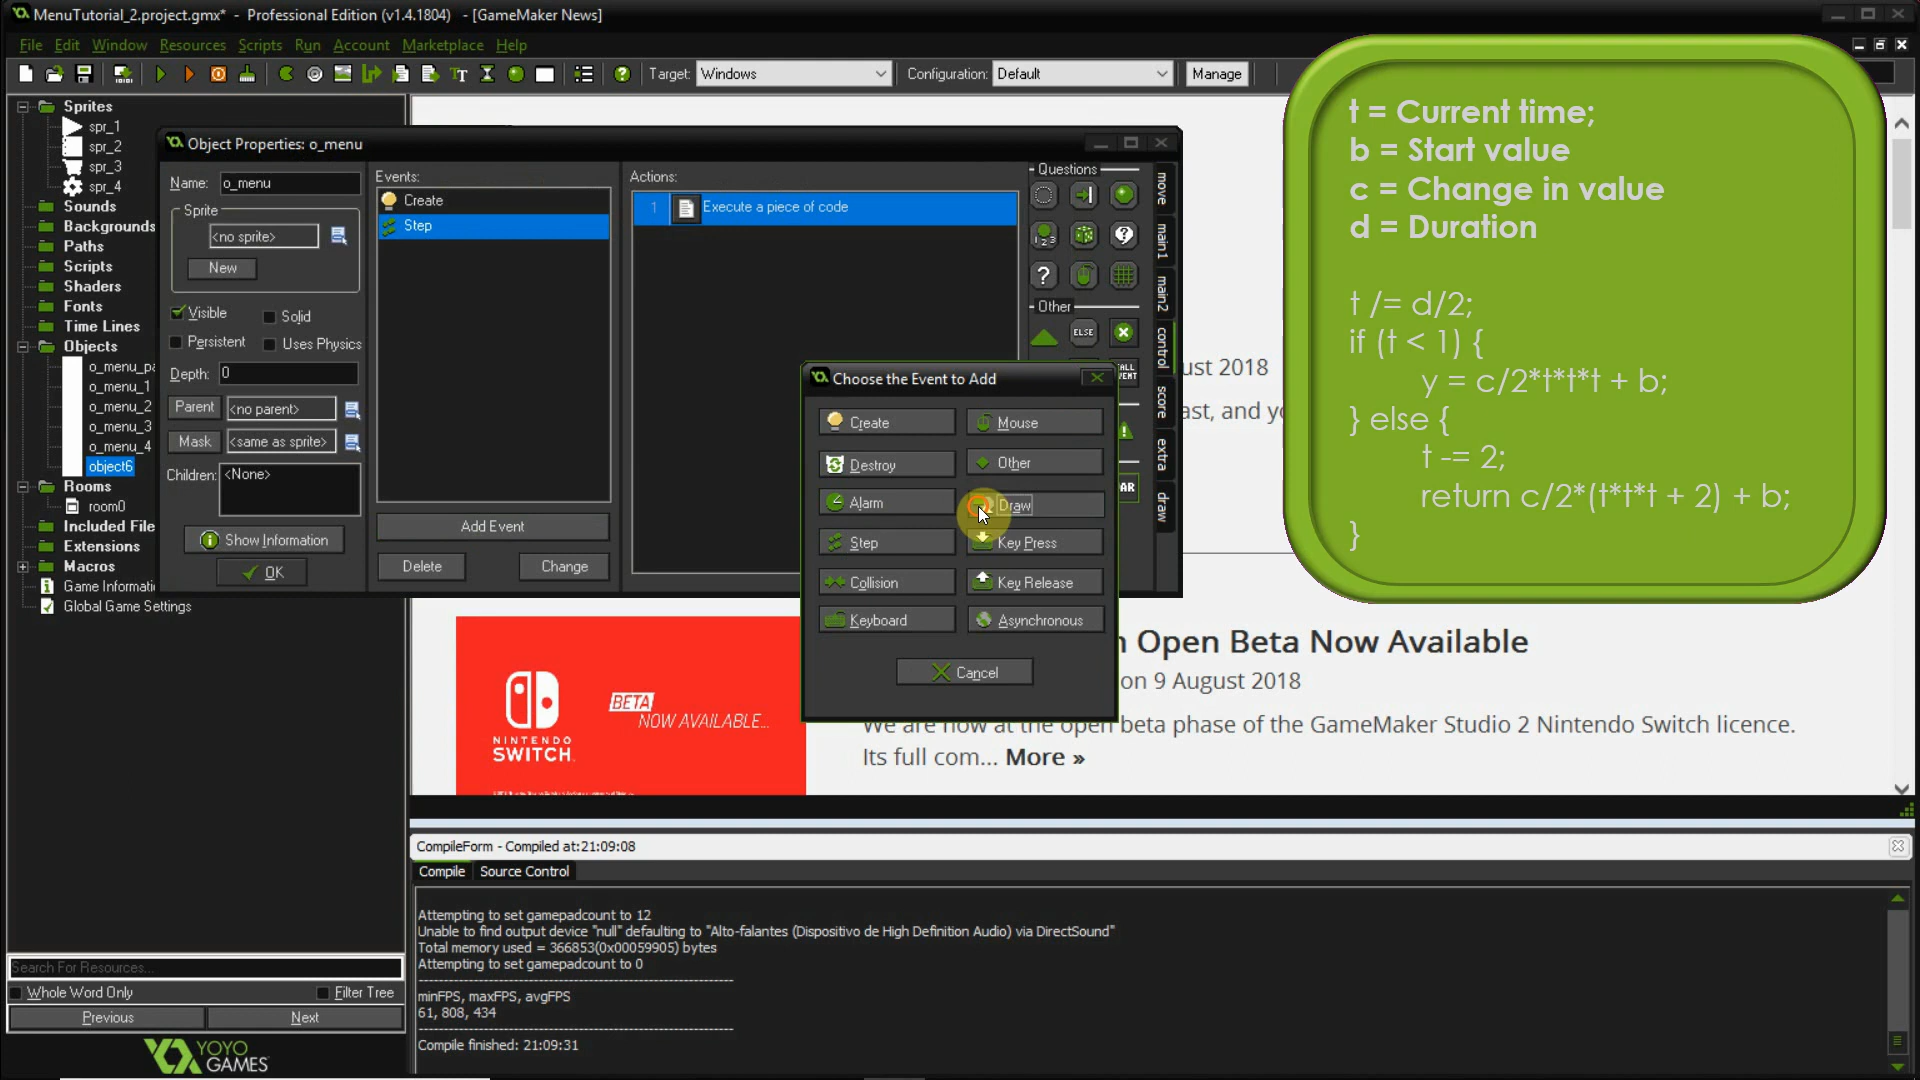 MenuTutorial_2.project.gmx* - Professional Edition (v1.4.1804) - [GameMaker News]
File Edit Window Resources Scripts Run Account Marketplace Help
Target: Windows Configuration: Default Manage
Sprites
spr_1
spr_2
spr_3
spr_4
Sounds
Backgrounds
Paths
Scripts
Shaders
Fonts
Time Lines
Objects
o_menu_pa
o_menu_1
o_menu_2
o_menu_3
o_menu_4
object6
Rooms
room0
Included File
Extensions
Macros
Game Informati
Global Game Settings
Search For Resources...
Whole Word Only Filter Tree
Previous Next
YOYO
GAMES
Object Properties: o_menu
Name: o_menu
Sprite
<no sprite>
New
Visible Solid
Persistent Uses Physics
Depth: 0
Parent <no parent>
Mask <same as sprite>
Children: <None>
Show Information
OK
Events:
Create
Step
Add Event
Delete Change
Actions:
1 Execute a piece of code
Questions
Other
ELSE
move
main1
main2
control
score
extra
draw
Choose the Event to Add
Create Mouse
Destroy Other
Alarm Draw
Step Key Press
Collision Key Release
Keyboard Asynchronous
Cancel
t = Current time;
b = Start value
c = Change in value
d = Duration
t /= d/2;
if (t < 1) {
y = c/2*t*t*t + b;
} else {
t -= 2;
return c/2*(t*t*t + 2) + b;
}
ust 2018
ast, and yo
Open Beta Now Available
on 9 August 2018
We are now at the open beta phase of the GameMaker Studio 2 Nintendo Switch licence.
Its full com... More »
NINTENDO
SWITCH
BETA
NOW AVAILABLE...
CompileForm - Compiled at:21:09:08
Compile Source Control
Attempting to set gamepadcount to 12
Unable to find output device "null" defaulting to "Alto-falantes (Dispositivo de High Definition Audio) via DirectSound"
Total memory used = 366853(0x00059905) bytes
Attempting to set gamepadcount to 0
minFPS, maxFPS, avgFPS
61, 808, 434
Compile finished: 21:09:31